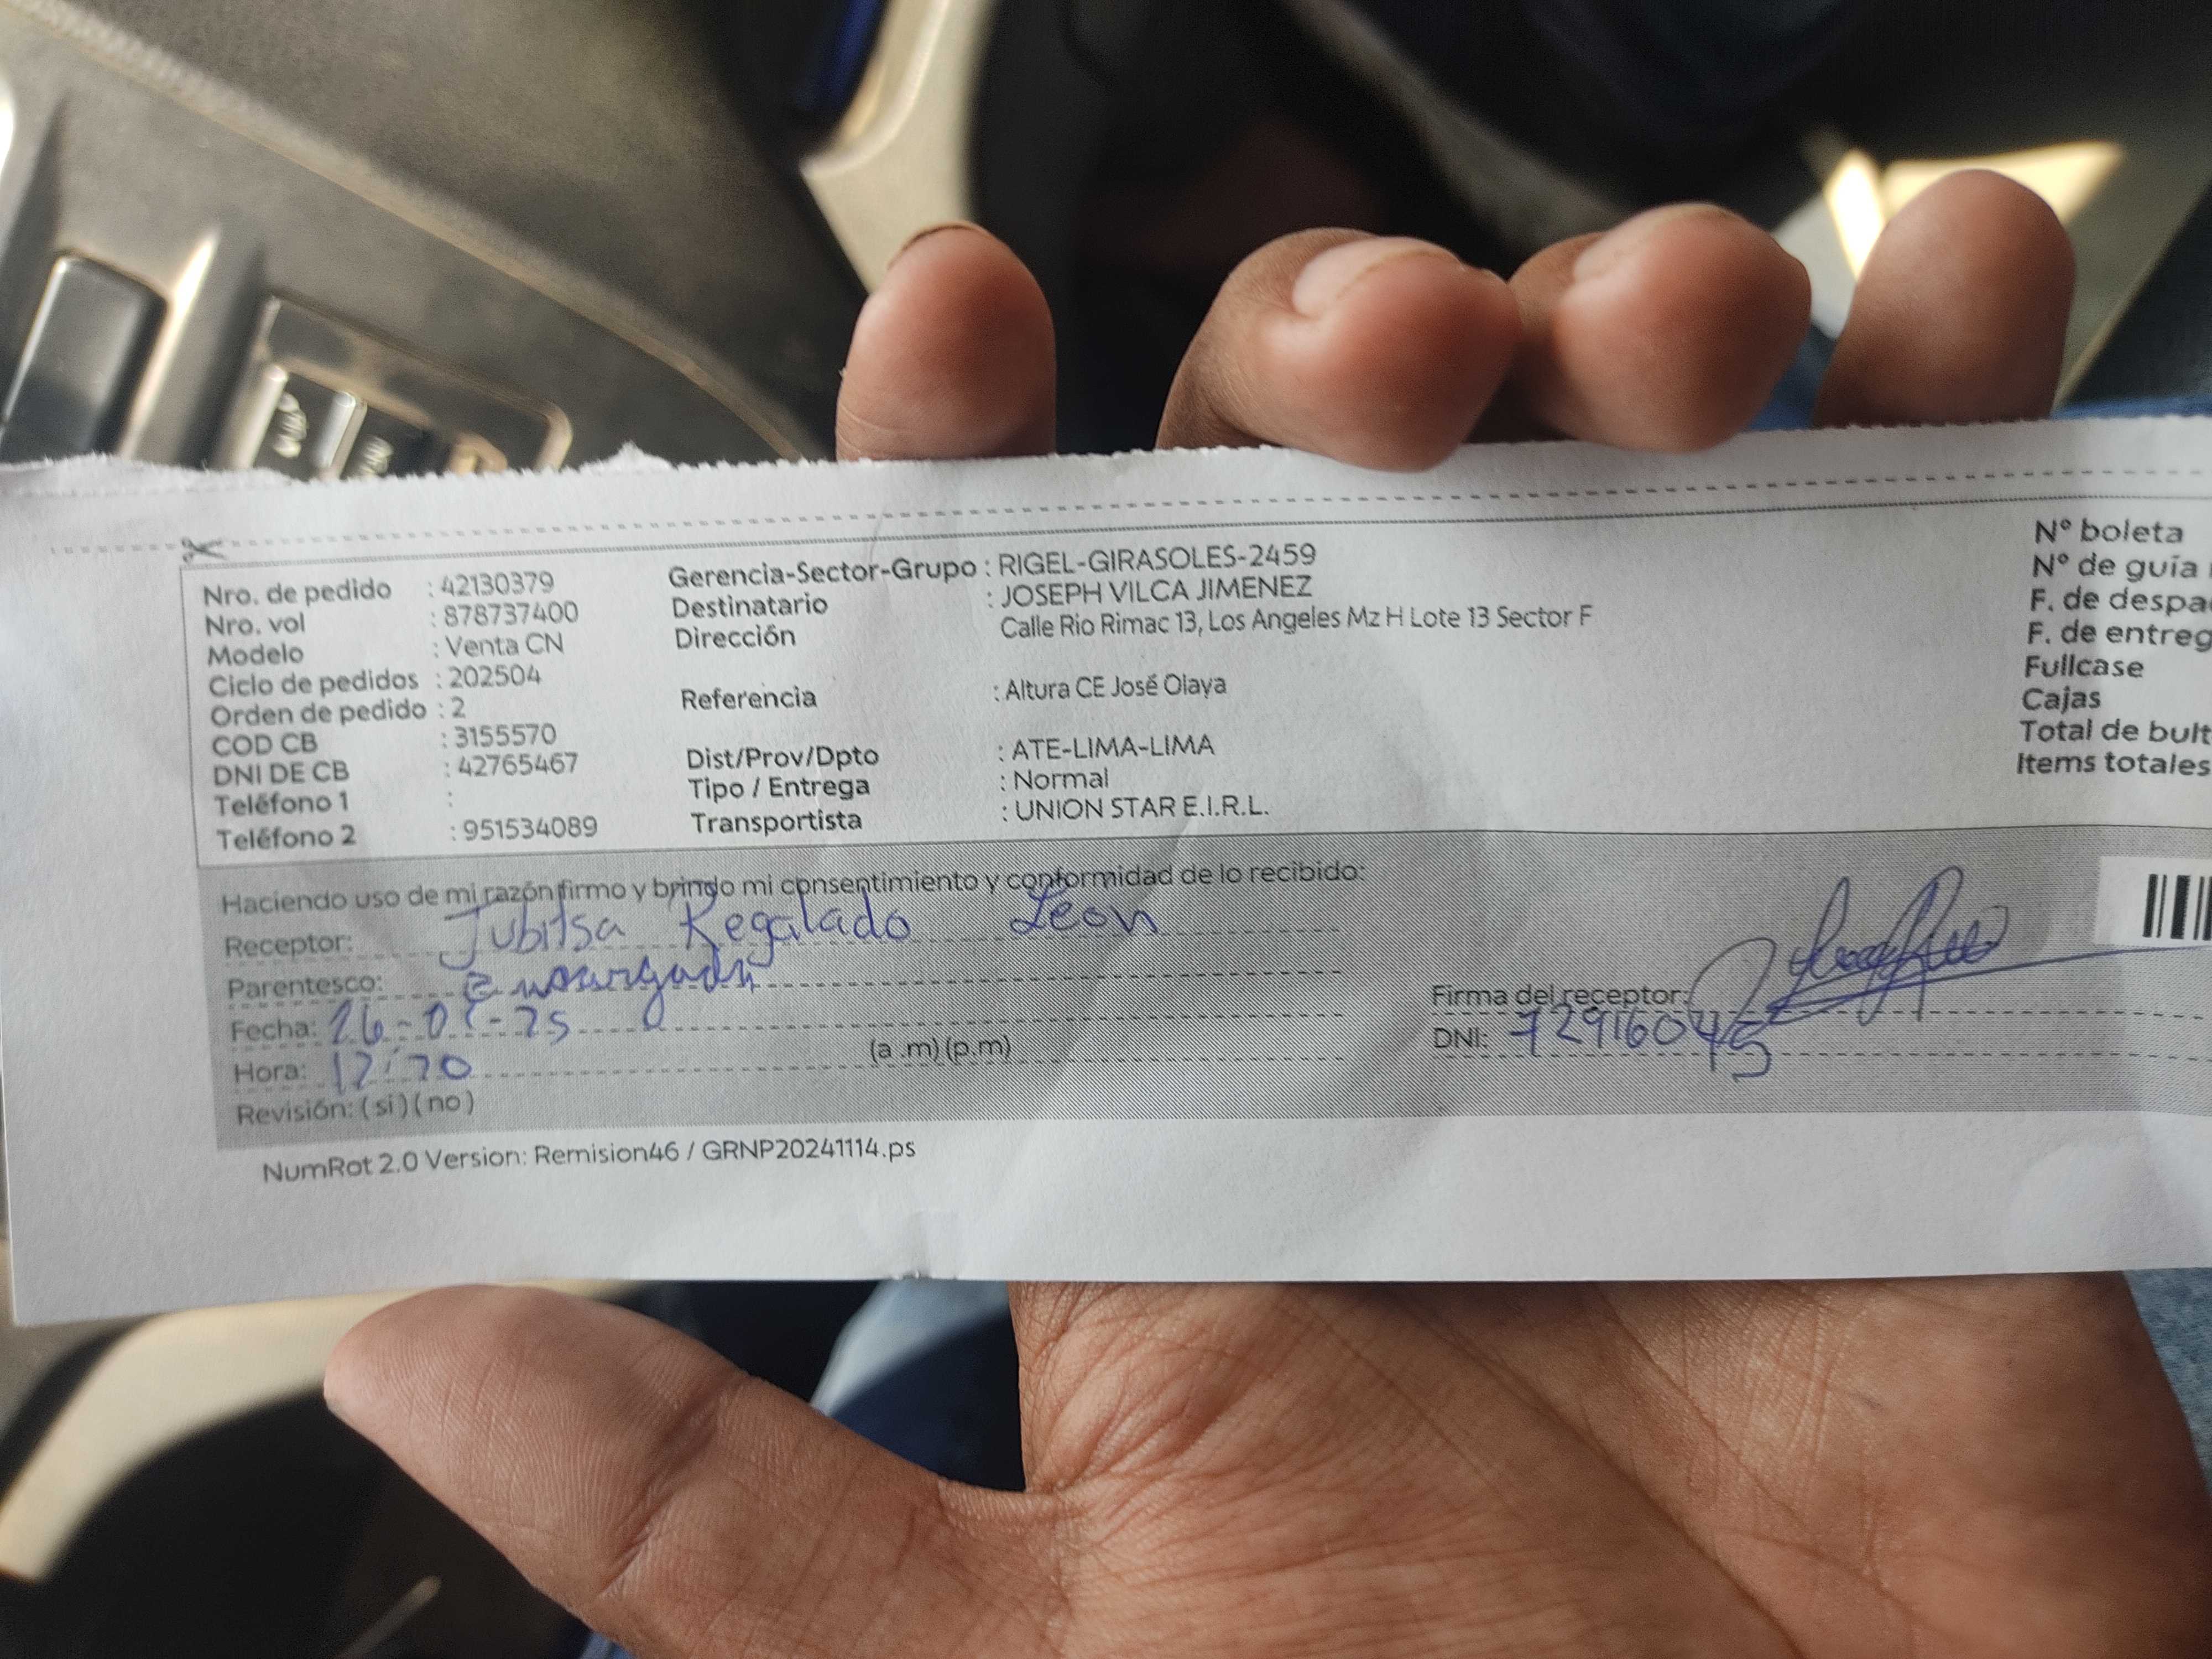 Nro. de pedido : 42130379
Nro. vol : 878737400
Modelo : Venta CN
Ciclo de pedidos : 202504
Orden de pedido : 2
COD CB : 3155570
DNI DE CB : 42765467
Teléfono 1 :
Teléfono 2 : 951534089
Gerencia-Sector-Grupo : RIGEL-GIRASOLES-2459
Destinatario : JOSEPH VILCA JIMENEZ
Dirección Calle Rio Rimac 13, Los Angeles Mz H Lote 13 Sector F
Referencia : Altura CE José Olaya
Dist/Prov/Dpto : ATE-LIMA-LIMA
Tipo / Entrega : Normal
Transportista : UNION STAR E.I.R.L.
Nº boleta
Nº de guía
F. de
F. de
Fullcase
Cajas
Total de
Items totales
Haciendo uso de mi razón firmo y brindo mi consentimiento y conformidad de lo recibido:
Receptor: Jubitsa Regalado Leon
Parentesco:
Fecha:
Hora: (a .m) (p.m)
Revisión: ( si ) ( no )
Firma del receptor:
DNI: 72916045
NumRot 2.0 Version: Remision46 / GRNP20241114.ps